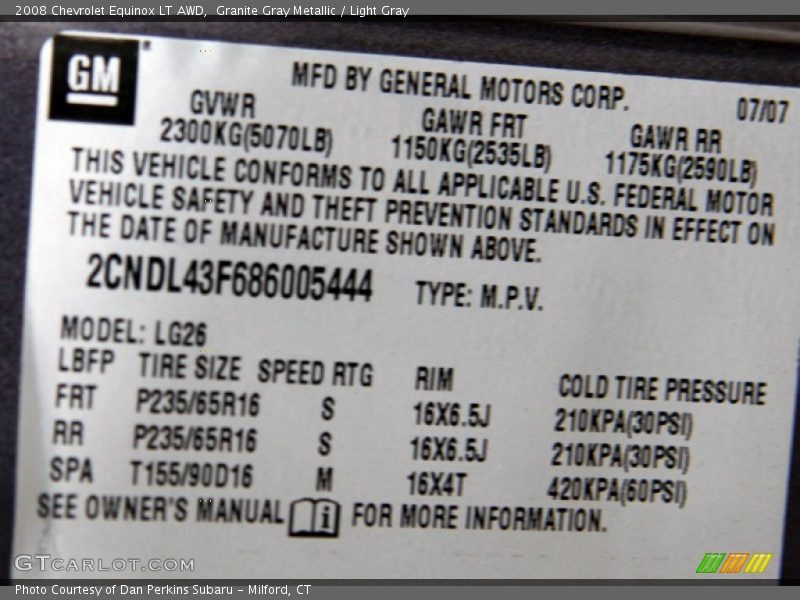 2008 Chevrolet Equinox LT AWD,  Granite Gray Metallic / Light Gray
GM
MFD BY GENERAL MOTORS CORP.
07/07
GVWR GAWR FRT GAWR RR
2300KG(5070LB) 1150KG(2535LB) 1175KG(2590LB)
THIS VEHICLE CONFORMS TO ALL APPLICABLE U.S. FEDERAL MOTOR
VEHICLE SAFETY AND THEFT PREVENTION STANDARDS IN EFFECT ON
THE DATE OF MANUFACTURE SHOWN ABOVE.
2CNDL43F686005444 TYPE: M.P.V.
MODEL: LG26
LBFP TIRE SIZE SPEED RTG RIM COLD TIRE PRESSURE
FRT P235/65R16 S 16X6.5J 210KPA(30PSI)
RR P235/65R16 S 16X6.5J 210KPA(30PSI)
SPA T155/90D16 M 16X4T 420KPA(60PSI)
SEE OWNER'S MANUAL i FOR MORE INFORMATION.
GTCARLOT.COM
Photo Courtesy of Dan Perkins Subaru - Milford, CT